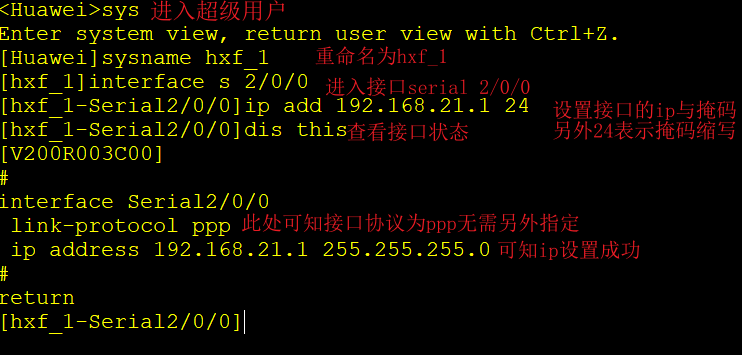 <Huawei>sys 进入超级用户
Enter system view, return user view with Ctrl+Z.
[Huawei]sysname hxf_1 重命名为hxf_1
[hxf_1]interface s 2/0/0 进入接口serial 2/0/0
[hxf_1-Serial2/0/0]ip add 192.168.21.1 24 设置接口的ip与掩码
[hxf_1-Serial2/0/0]dis this查看接口状态 另外24表示掩码缩写
[V200R003C00]
#
interface Serial2/0/0
link-protocol ppp 此处可知接口协议为ppp无需另外指定
ip address 192.168.21.1 255.255.255.0 可知ip设置成功
#
return
[hxf_1-Serial2/0/0]